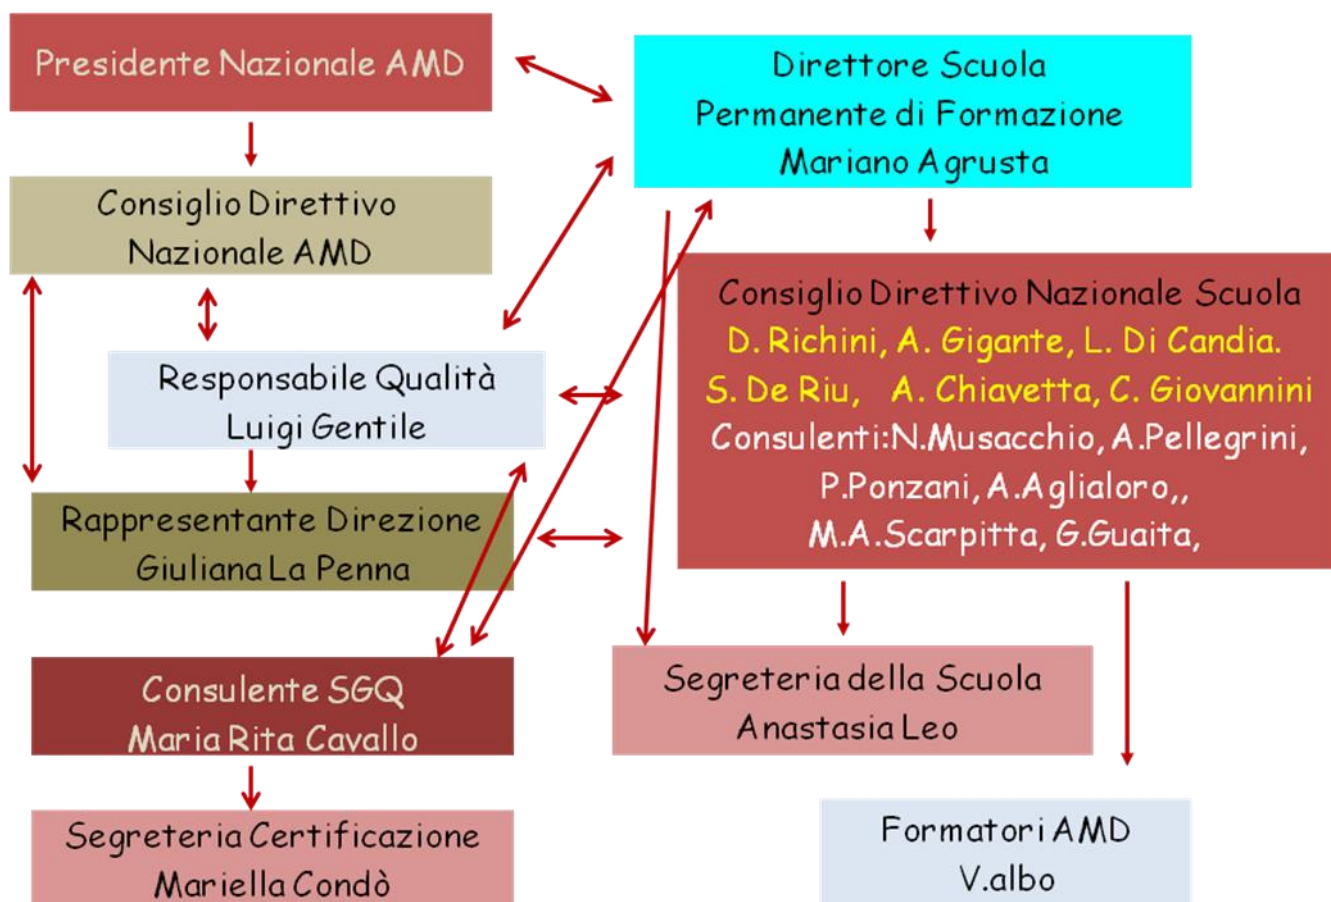 Presidente Nazionale AMD
Direttore Scuola
Permanente di Formazione
Mariano Agrusta
Consiglio Direttivo
Nazionale AMD
Consiglio Direttivo Nazionale Scuola
D. Richini, A. Gigante, L. Di Candia.
S. De Riu, A. Chiavetta, C. Giovannini
Consulenti:N.Musacchio, A.Pellegrini,
P.Ponzani, A.Aglialoro,,
M.A.Scarpitta, G.Guaita,
Responsabile Qualità
Luigi Gentile
Rappresentante Direzione
Giuliana La Penna
Consulente SGQ
Maria Rita Cavallo
Segreteria della Scuola
Anastasia Leo
Segreteria Certificazione
Mariella Condò
Formatori AMD
V.albo